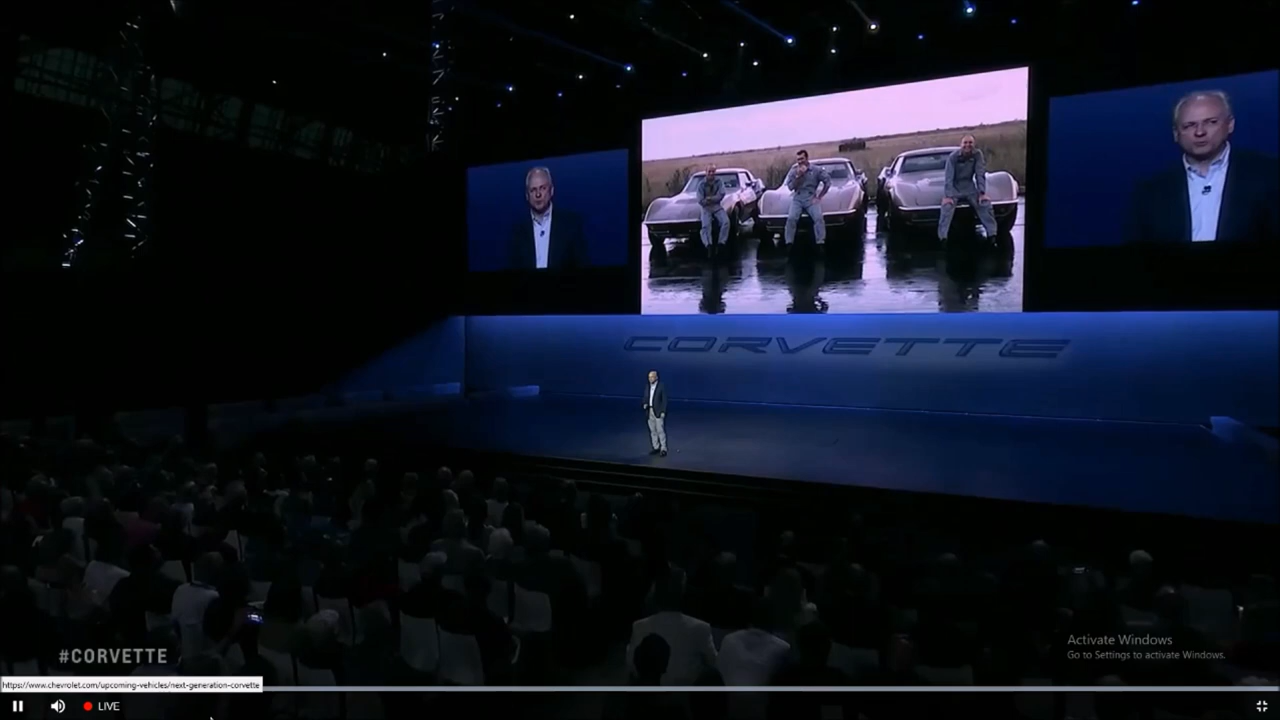 CORVETTE
#CORVETTE
Activate Windows
Go to Settings to activate Windows.
https://www.chevrolet.com/upcoming-vehicles/next-generation-corvette
LIVE